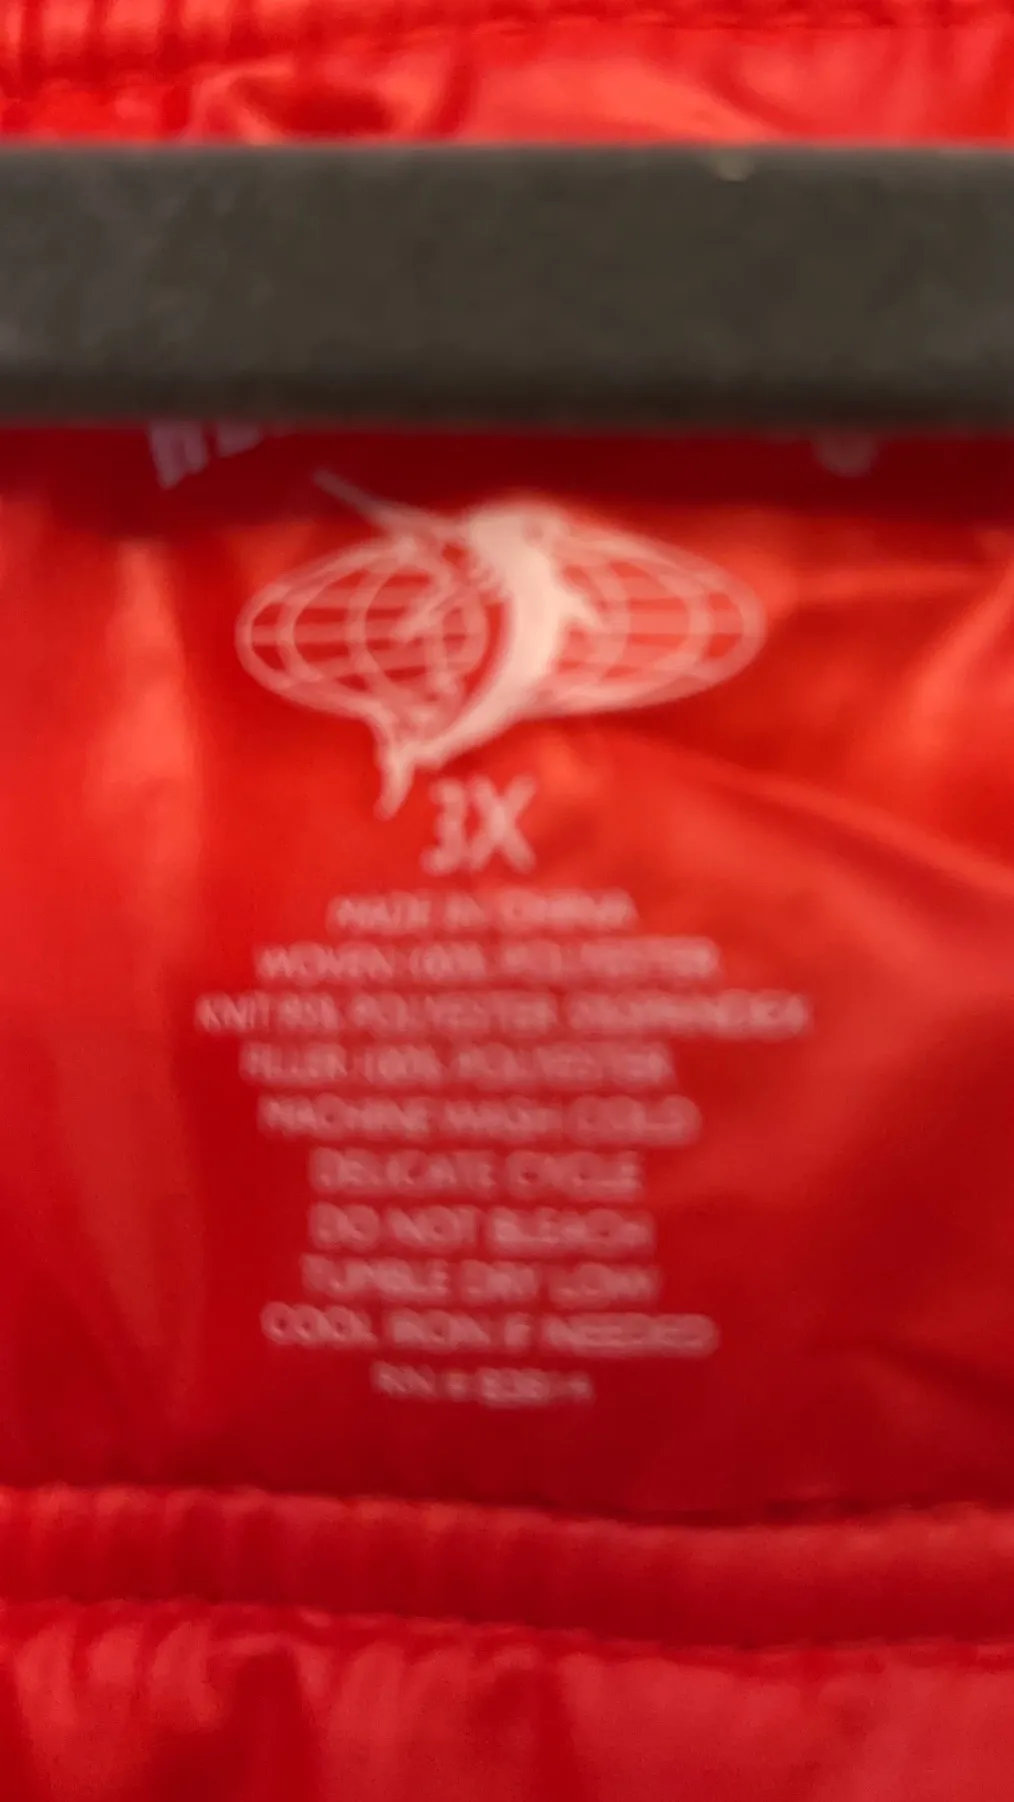 3X
MADE IN CHINA
WOVEN 100% POLYESTER
KNIT POLYESTER
FILLER 100% POLYESTER
MACHINE WASH COLD
DELICATE CYCLE
DO NOT BLEACH
TUMBLE DRY LOW
COOL IRON IF NEEDED
RN #